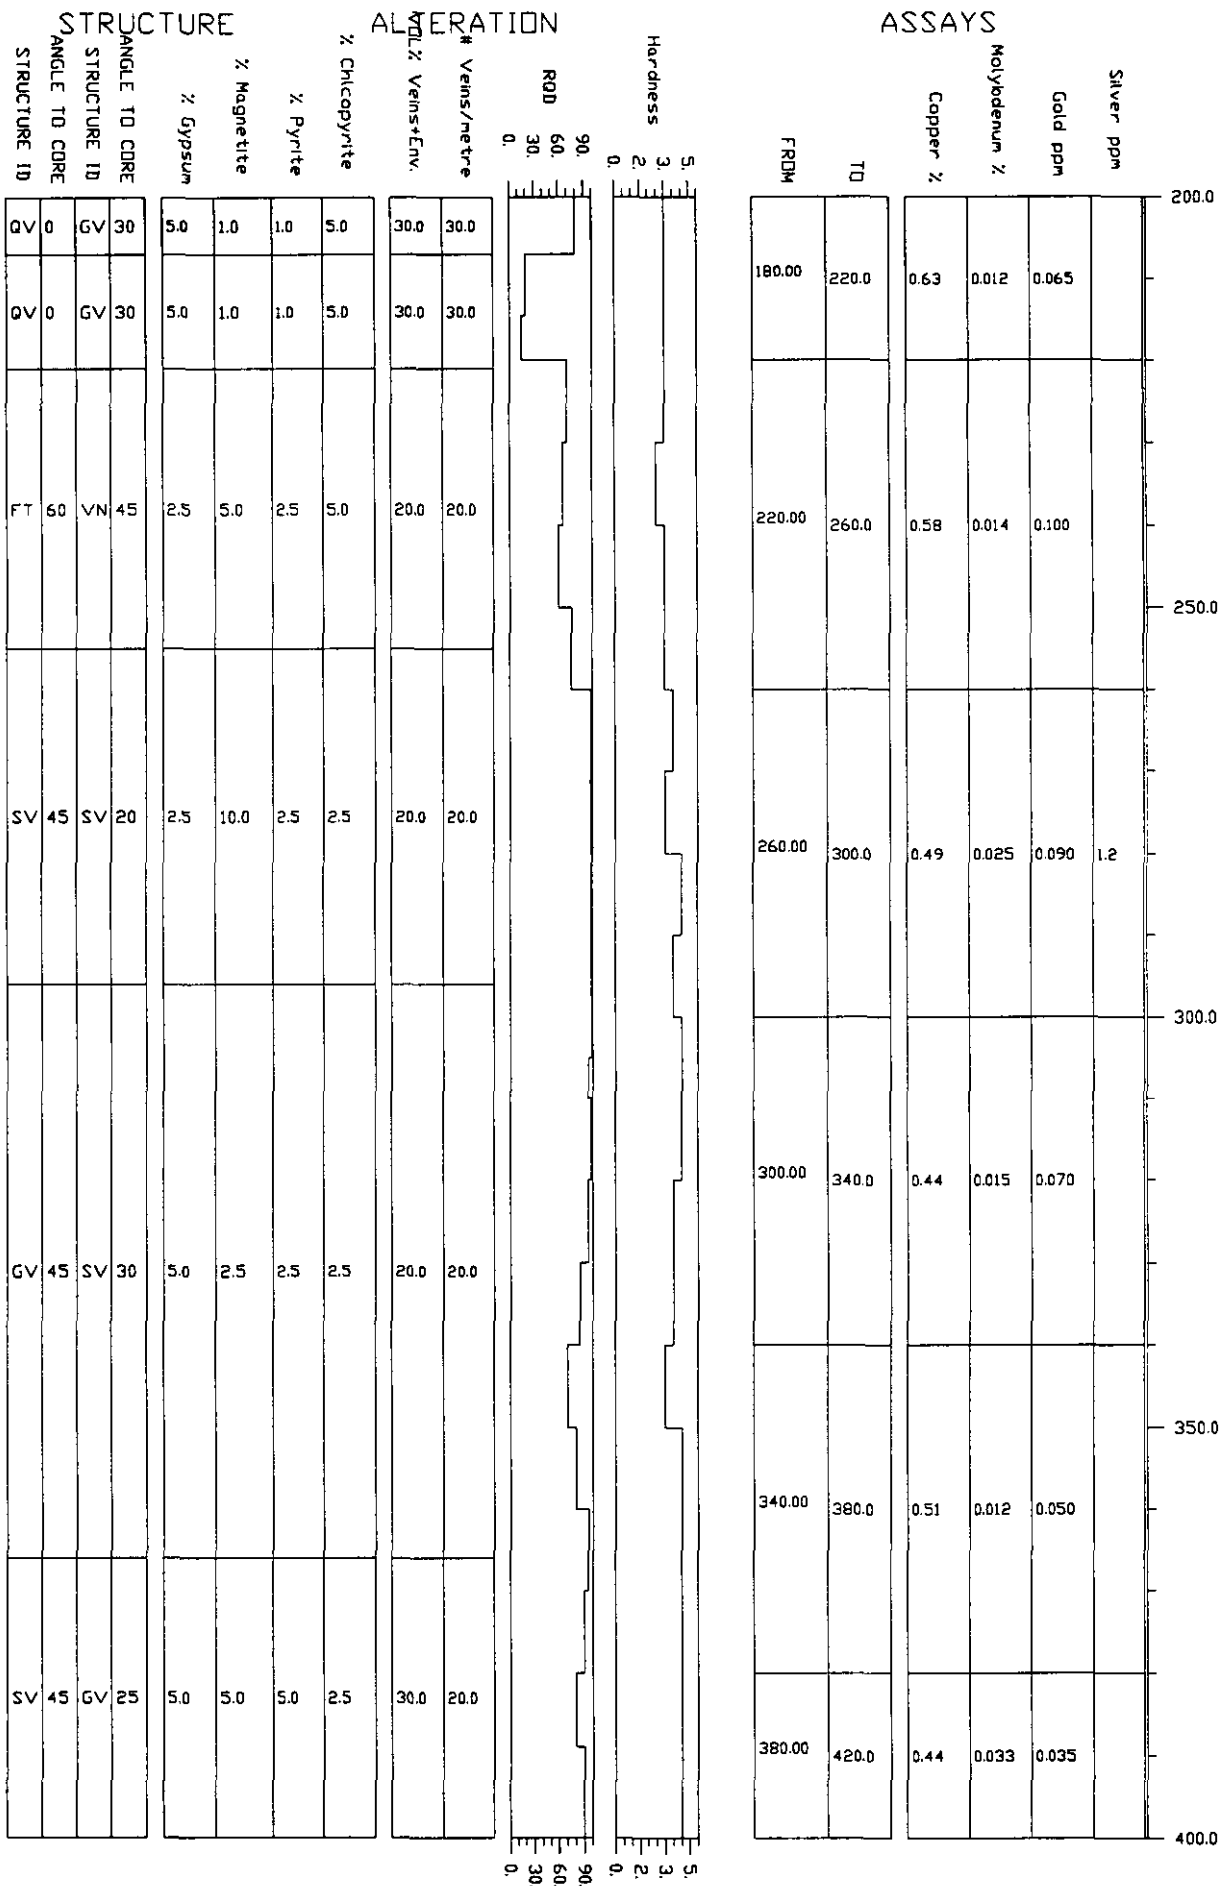 STRUCTURE ALTERATION ASSAYS
STRUCTURE ID
ANGLE TO CORE
STRUCTURE ID
ANGLE TO CORE
% Gypsum
% Magnetite
% Pyrite
% Chlcopyrite
VOL% Veins+Env.
# Veins/metre
RQD
Hardness
FROM
TO
Copper %
Molybdenum %
Gold ppm
Silver ppm
0. 30. 60. 90.
0. 2. 3. 5.
200.0
QV 0 GV 30 5.0 1.0 1.0 5.0 30.0 30.0
180.00 220.0 0.63 0.012 0.065
QV 0 GV 30 5.0 1.0 1.0 5.0 30.0 30.0
FT 60 VN 45 2.5 5.0 2.5 5.0 20.0 20.0
220.00 260.0 0.58 0.014 0.100
250.0
SV 45 SV 20 2.5 10.0 2.5 2.5 20.0 20.0
260.00 300.0 0.49 0.025 0.090 1.2
300.0
300.00 340.0 0.44 0.015 0.070
GV 45 SV 30 5.0 2.5 2.5 2.5 20.0 20.0
350.0
340.00 380.0 0.51 0.012 0.050
SV 45 GV 25 5.0 5.0 5.0 2.5 30.0 20.0
380.00 420.0 0.44 0.033 0.035
400.0
0. 30. 60. 90.
0. 2. 3. 5.